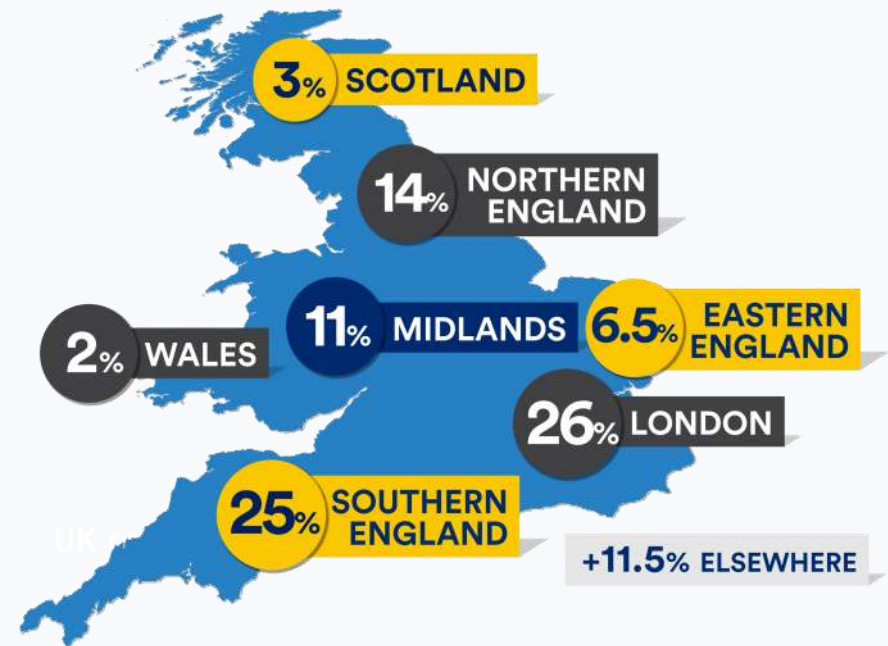 3% SCOTLAND
14% NORTHERN
ENGLAND
11% MIDLANDS
6.5% EASTERN
ENGLAND
2% WALES
26% LONDON
25% SOUTHERN
ENGLAND
UK
+11.5% ELSEWHERE